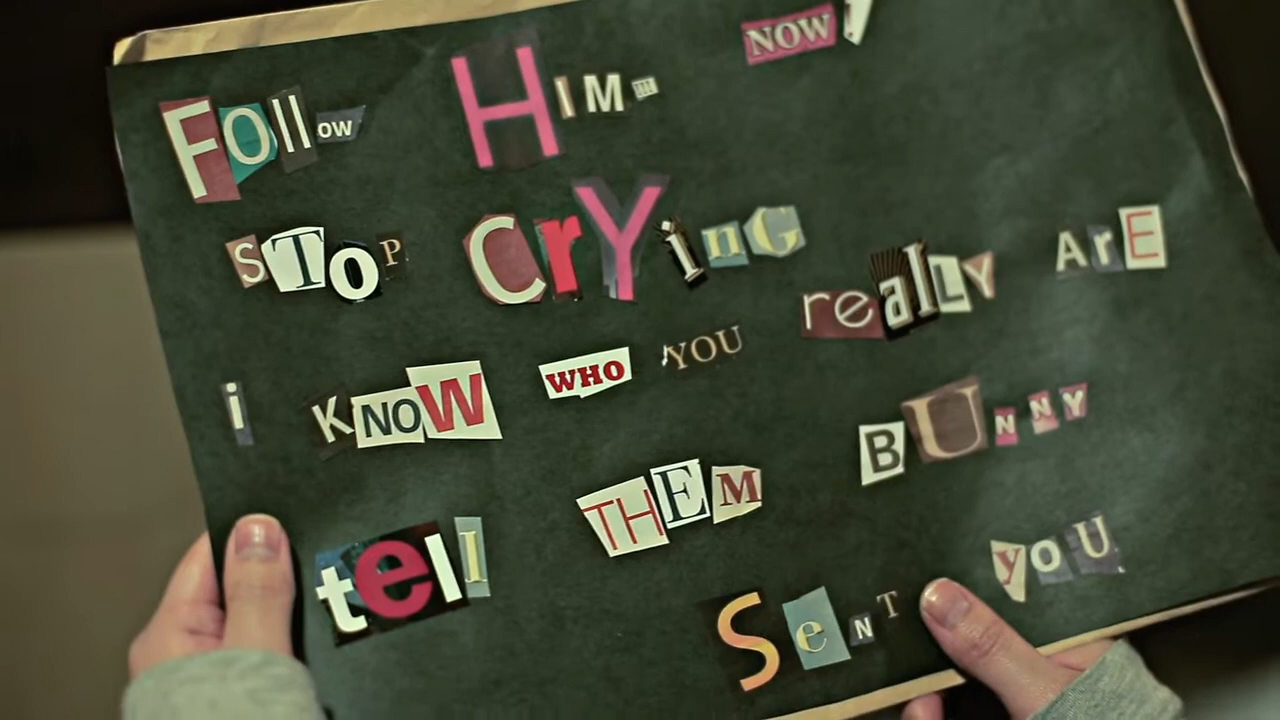 FollOW HIM!!! NOW!
STOP CrYinG
i KNOW WHO YOU reallY ArE
tell THEM BUNNY
SeNT yoU